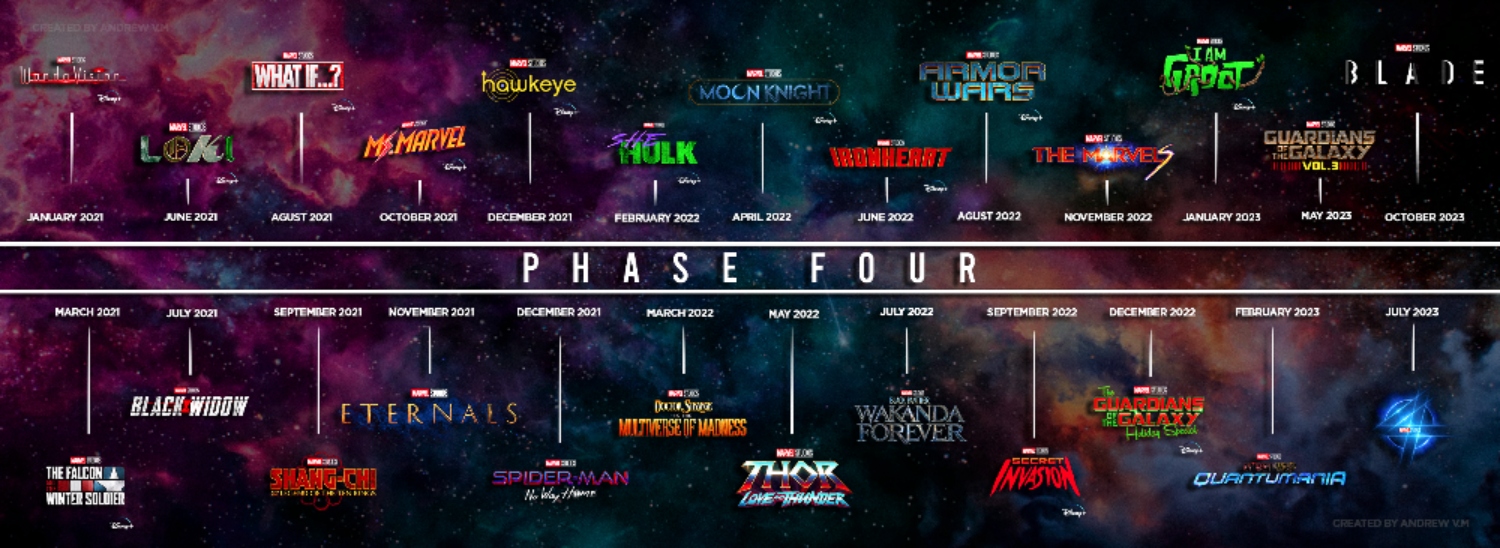 CREATED BY ANDREW V.M
MARVEL STUDIOS
WandaVision
Disney+
JANUARY 2021
MARVEL STUDIOS
LOKI
Disney+
JUNE 2021
MARVEL STUDIOS
WHAT IF...?
Disney+
AGUST 2021
MARVEL STUDIOS
MS. MARVEL
Disney+
OCTOBER 2021
MARVEL STUDIOS
hawkeye
Disney+
DECEMBER 2021
MARVEL STUDIOS
SHE
HULK
Disney+
FEBRUARY 2022
MARVEL STUDIOS
MOON KNIGHT
Disney+
APRIL 2022
MARVEL STUDIOS
IRONHEART
Disney+
JUNE 2022
MARVEL STUDIOS
ARMOR
WARS
Disney+
AGUST 2022
MARVEL STUDIOS
THE MARVELS
NOVEMBER 2022
MARVEL STUDIOS
I AM
GROOT
Disney+
JANUARY 2023
MARVEL STUDIOS
GUARDIANS
OF THE GALAXY
VOL.3
MAY 2023
MARVEL STUDIOS
BLADE
OCTOBER 2023
PHASE FOUR
MARCH 2021
MARVEL STUDIOS
THE FALCON
AND THE
WINTER SOLDIER
Disney+
JULY 2021
MARVEL STUDIOS
BLACK WIDOW
SEPTEMBER 2021
MARVEL STUDIOS
SHANG-CHI
AND THE LEGEND OF THE TEN RINGS
NOVEMBER 2021
MARVEL STUDIOS
ETERNALS
DECEMBER 2021
MARVEL STUDIOS
SPIDER-MAN
No Way Home
MARCH 2022
MARVEL STUDIOS
DOCTOR STRANGE
IN THE
MULTIVERSE OF MADNESS
MAY 2022
MARVEL STUDIOS
THOR
LOVE AND THUNDER
JULY 2022
MARVEL STUDIOS
BLACK PANTHER
WAKANDA
FOREVER
SEPTEMBER 2022
MARVEL STUDIOS
SECRET
INVASION
Disney+
DECEMBER 2022
MARVEL STUDIOS
The
GUARDIANS
OF THE GALAXY
Holiday Special
Disney+
FEBRUARY 2023
MARVEL STUDIOS
QUANTUMANIA
JULY 2023
4
CREATED BY ANDREW V.M